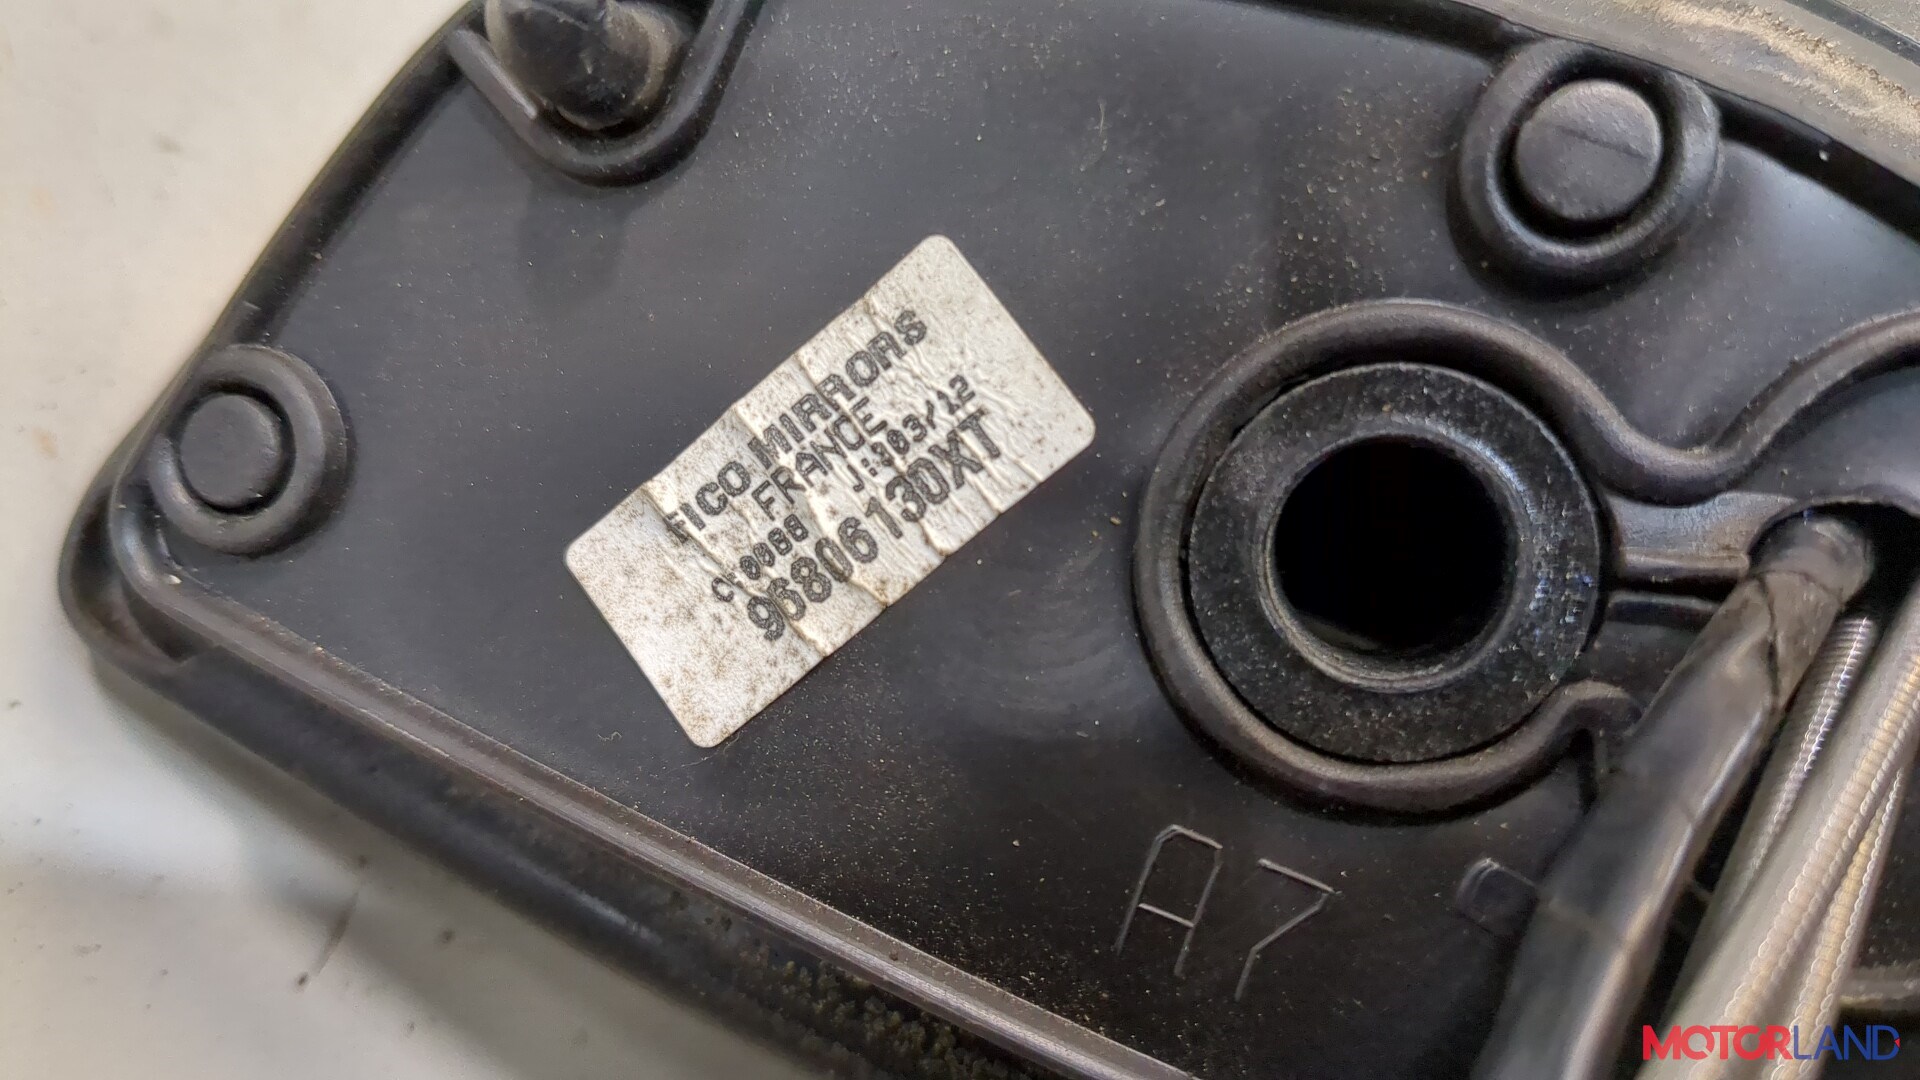 FICO MIRRORS
FRANCE
C:0088 J:303/12
96806130XT
A7
MOTORLAND